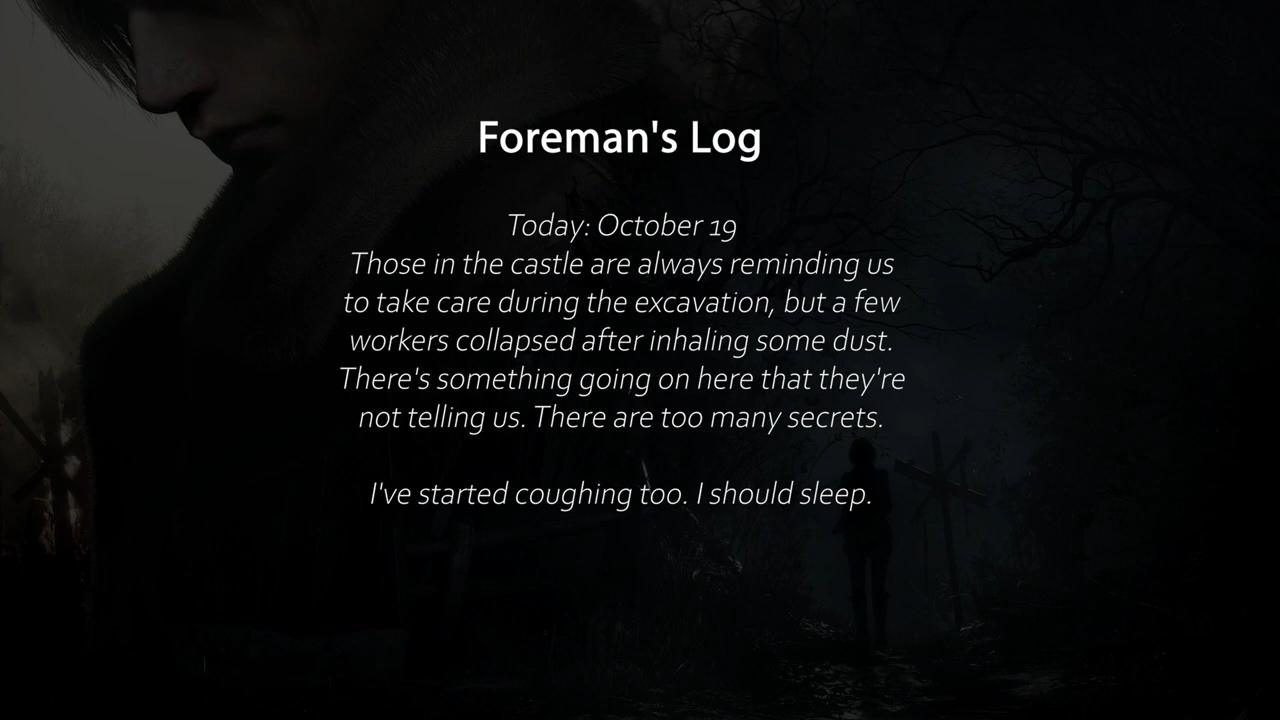 Foreman's Log
Today: October 19
Those in the castle are always reminding us
to take care during the excavation, but a few
workers collapsed after inhaling some dust.
There's something going on here that they're
not telling us. There are too many secrets.
I've started coughing too. I should sleep.